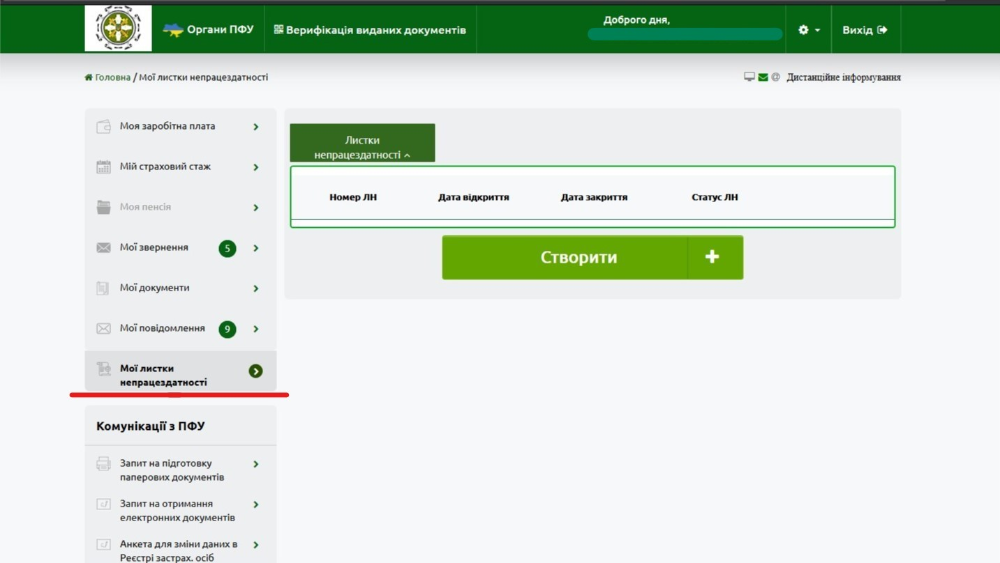 Органи ПФУ
Верифікація виданих документів
Доброго дня,
Вихід
Головна / Мої листки непрацездатності
@ Дистанційне інформування
Моя заробітна плата
Мій страховий стаж
Моя пенсія
Мої звернення 5
Мої документи
Мої повідомлення 9
Мої листки
непрацездатності
Листки
непрацездатності
Номер ЛН Дата відкриття Дата закриття Статус ЛН
Створити +
Комунікації з ПФУ
Запит на підготовку
паперових документів
Запит на отримання
електронних документів
Анкета для зміни даних в
Реєстрі застрах. осіб